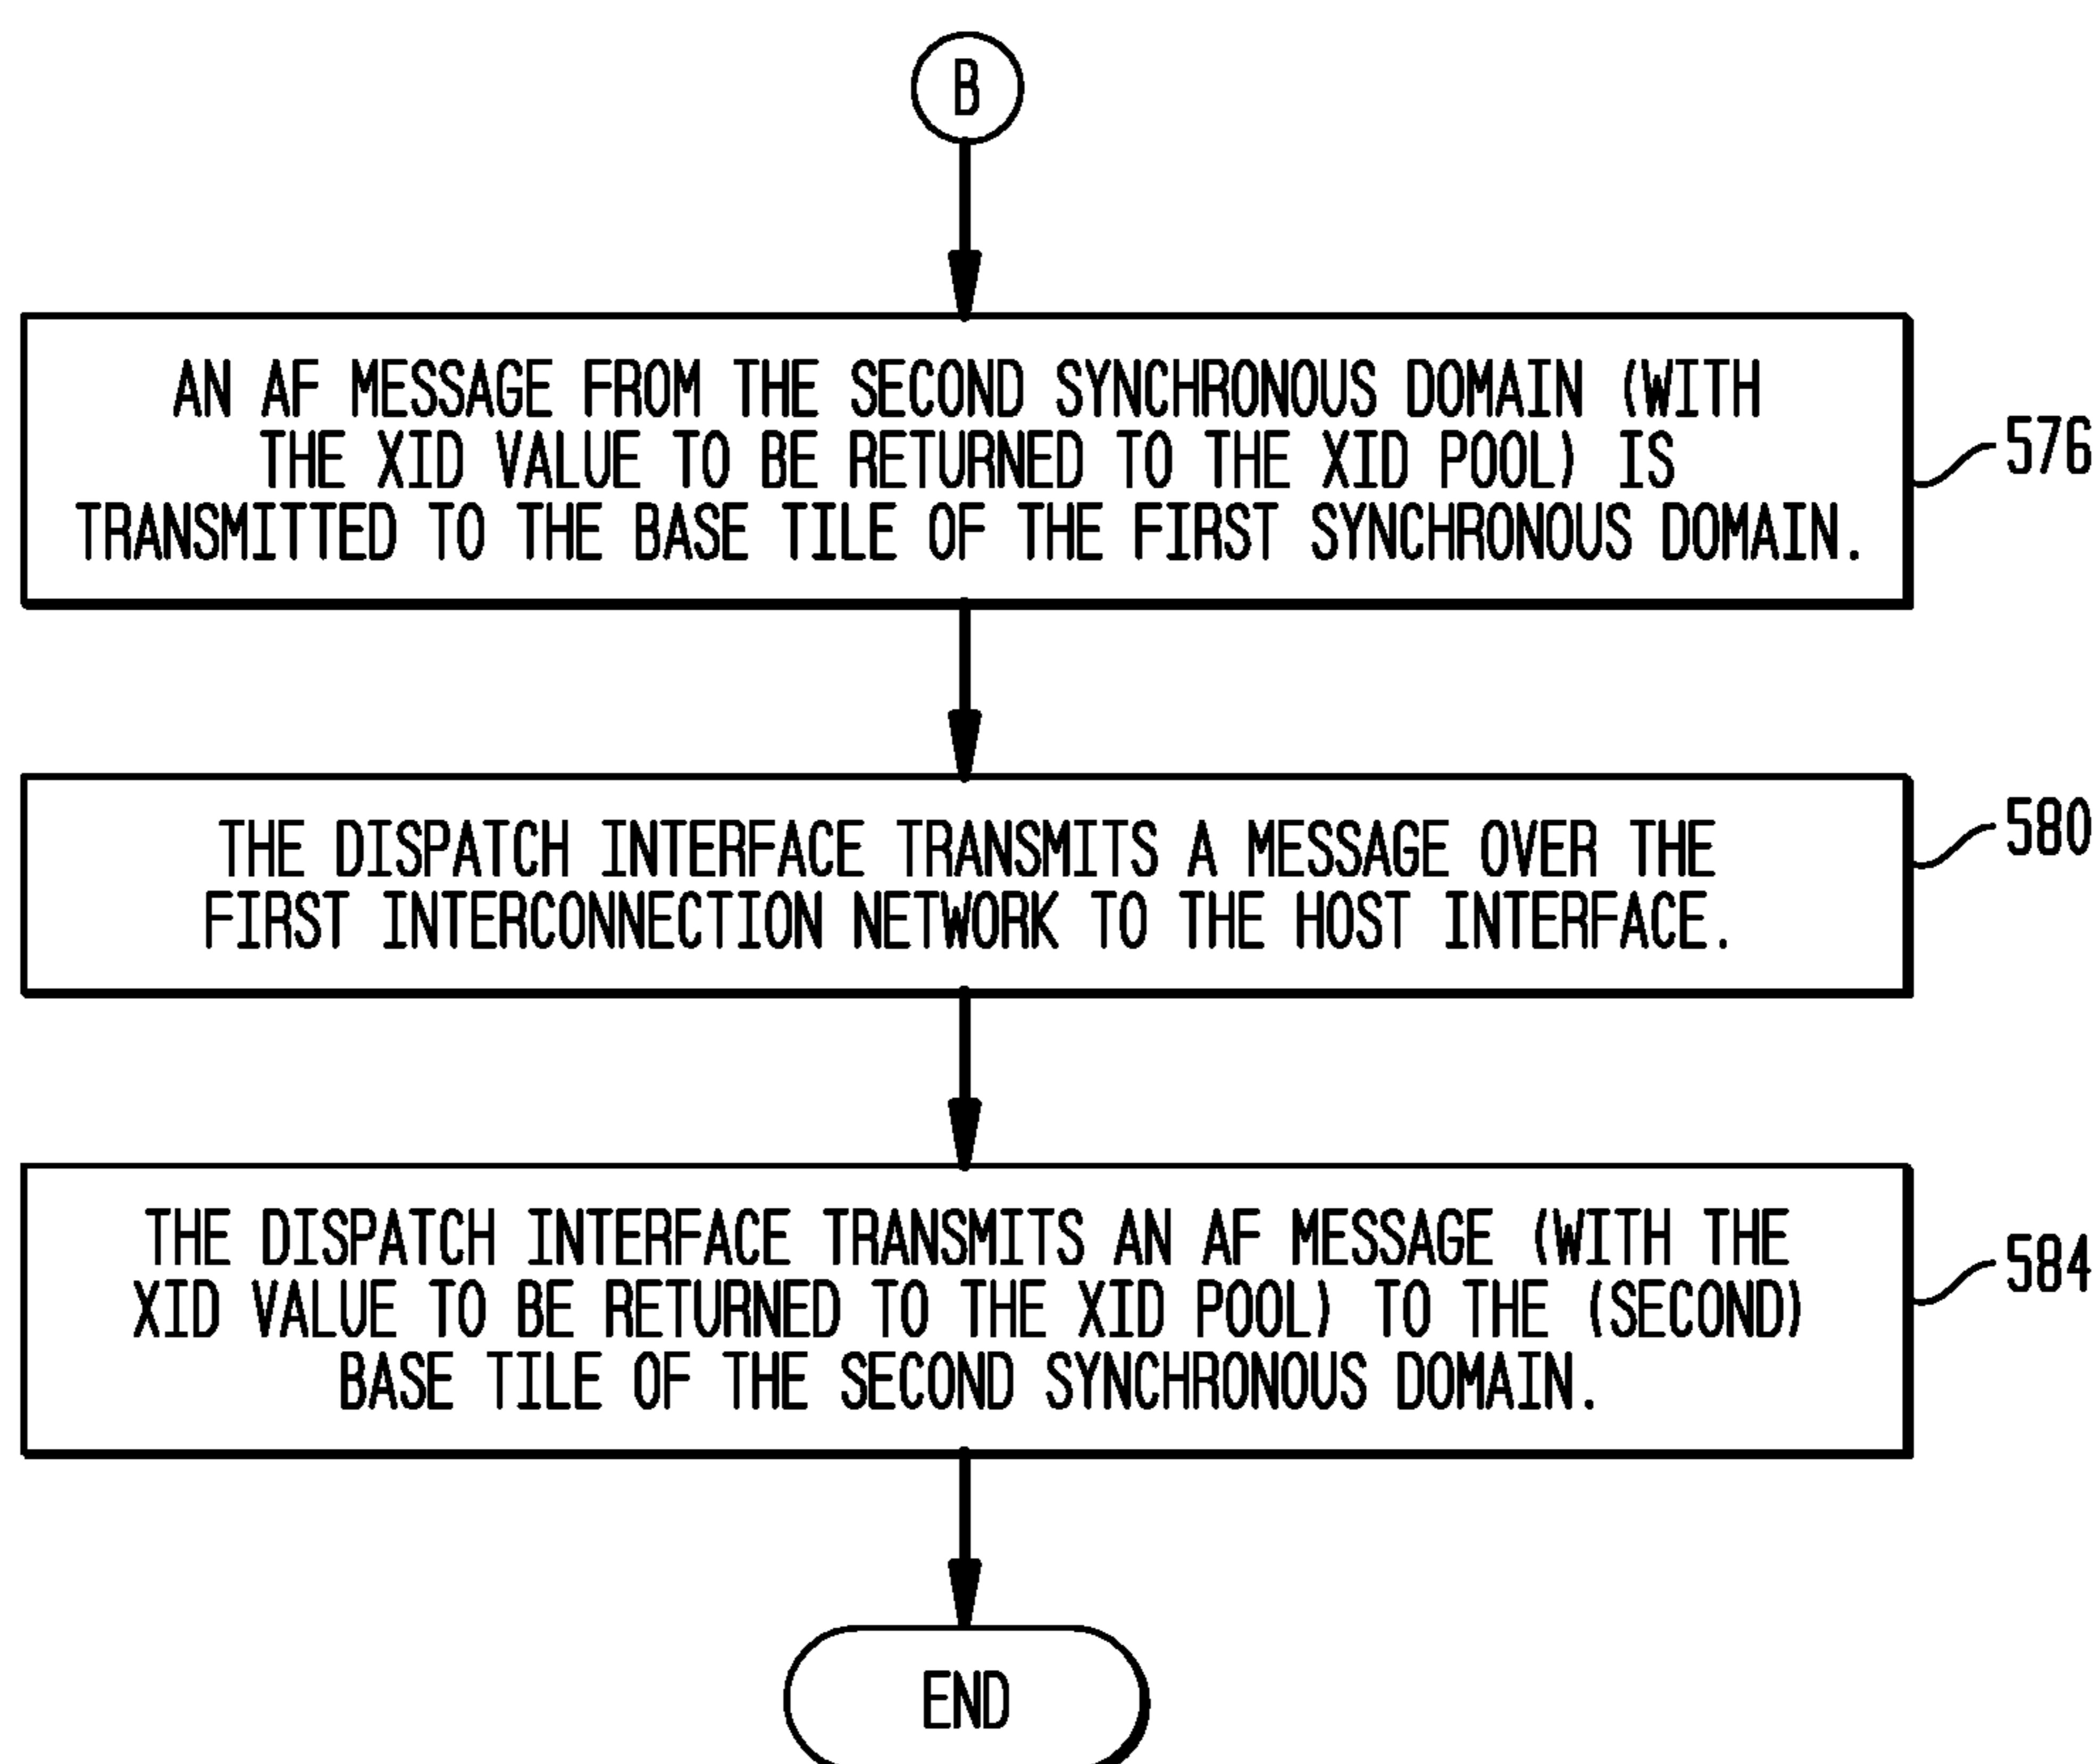 B
AN AF MESSAGE FROM THE SECOND SYNCHRONOUS DOMAIN (WITH
THE XID VALUE TO BE RETURNED TO THE XID POOL) IS
TRANSMITTED TO THE BASE TILE OF THE FIRST SYNCHRONOUS DOMAIN.
576
THE DISPATCH INTERFACE TRANSMITS A MESSAGE OVER THE
FIRST INTERCONNECTION NETWORK TO THE HOST INTERFACE.
580
THE DISPATCH INTERFACE TRANSMITS AN AF MESSAGE (WITH THE
XID VALUE TO BE RETURNED TO THE XID POOL) TO THE (SECOND)
BASE TILE OF THE SECOND SYNCHRONOUS DOMAIN.
584
END